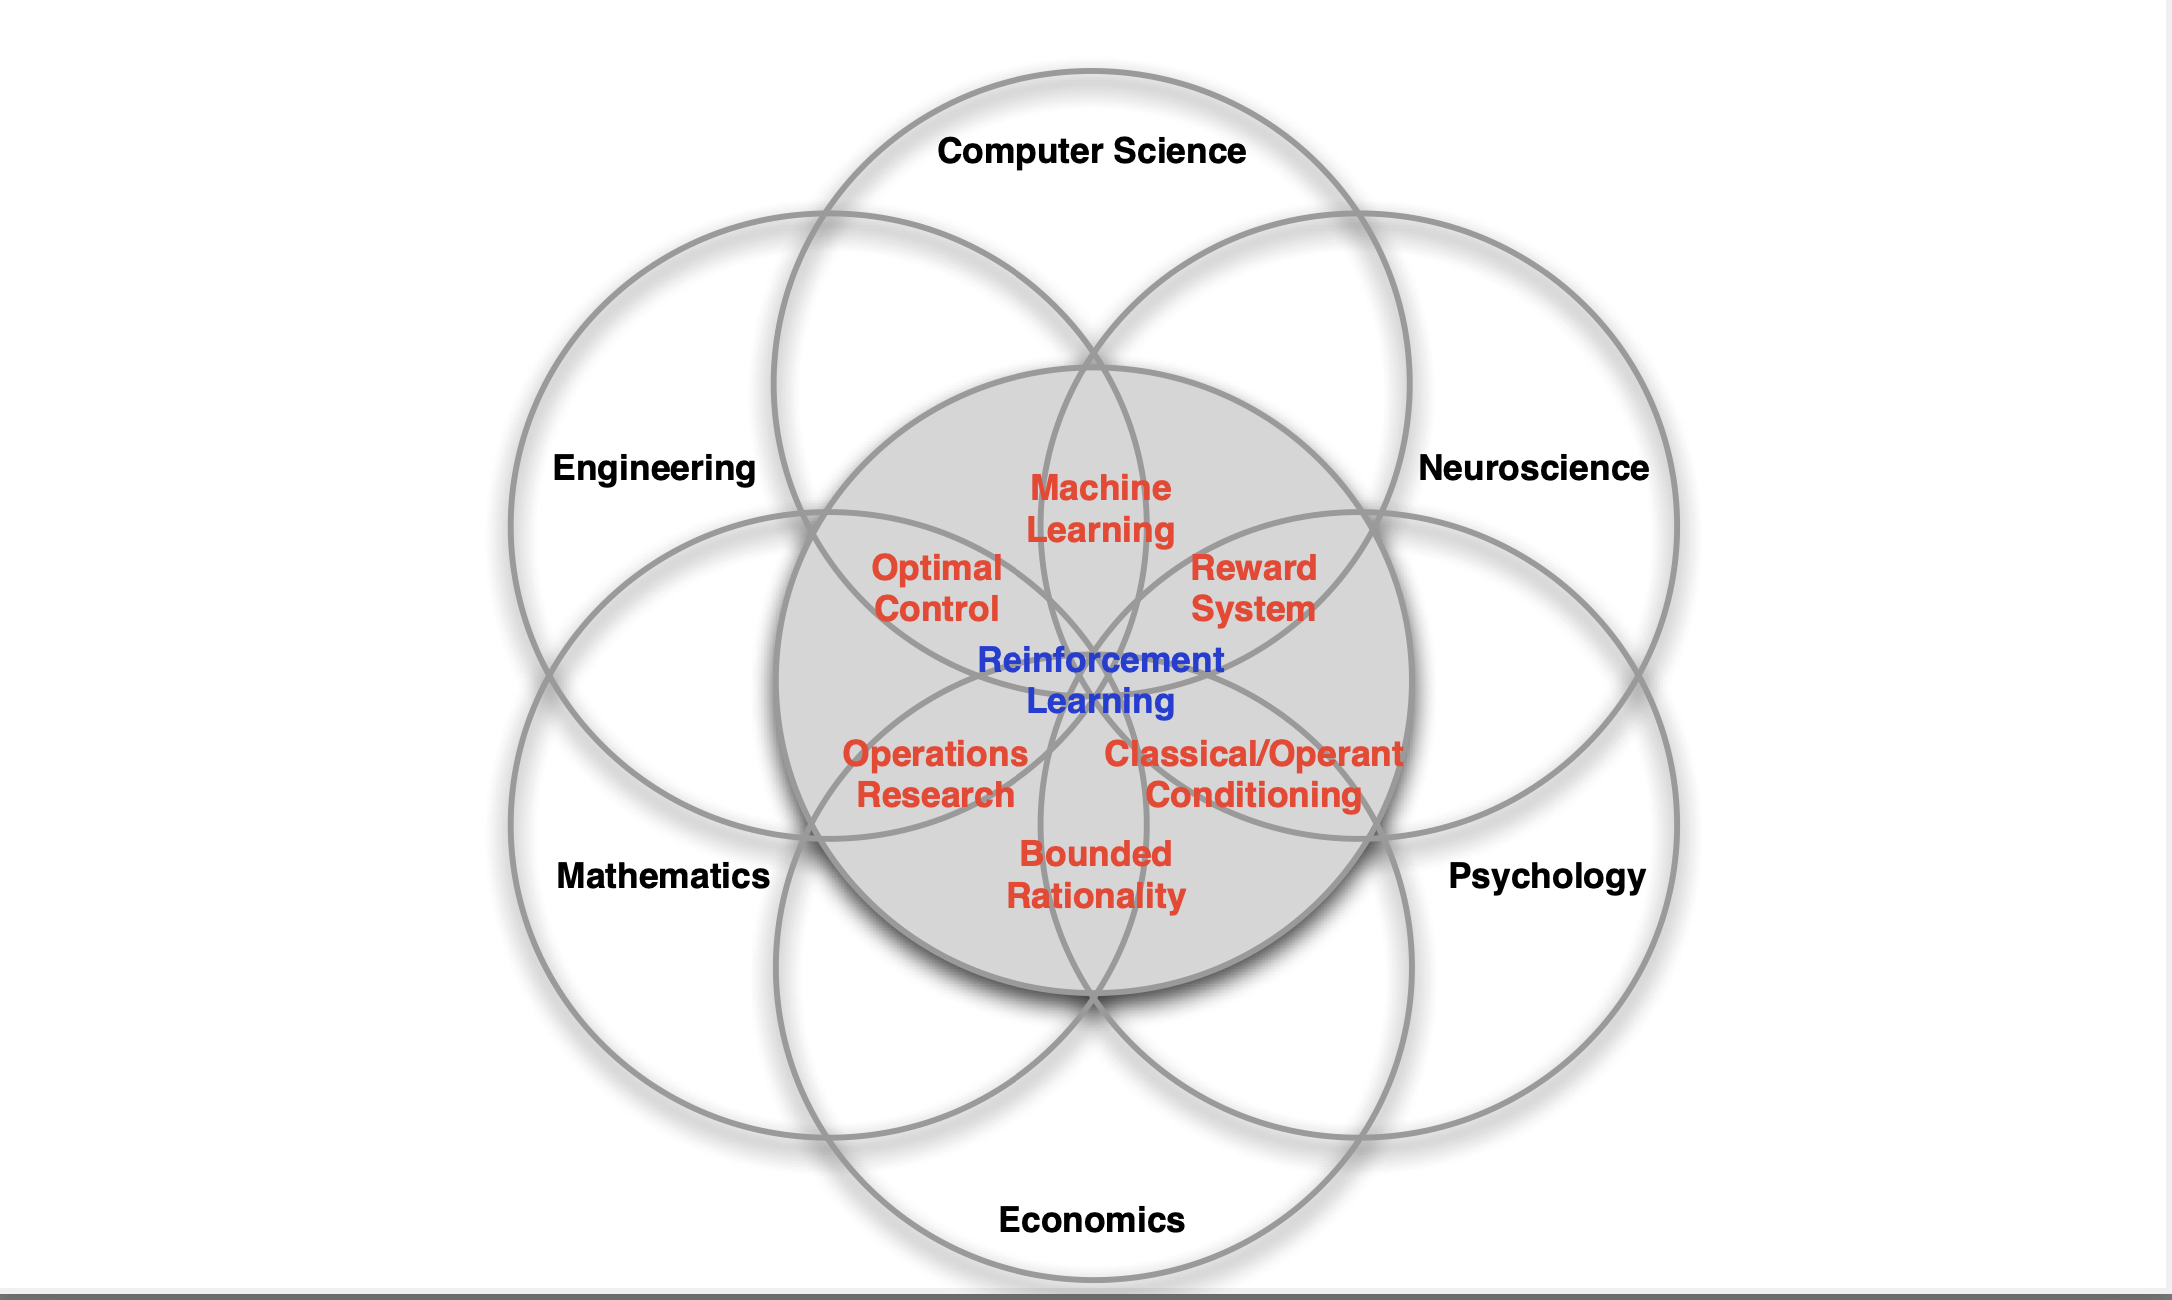 Computer Science
Engineering
Neuroscience
Machine
Learning
Optimal
Control
Reward
System
Reinforcement
Learning
Operations
Research
Classical/Operant
Conditioning
Bounded
Rationality
Mathematics
Psychology
Economics